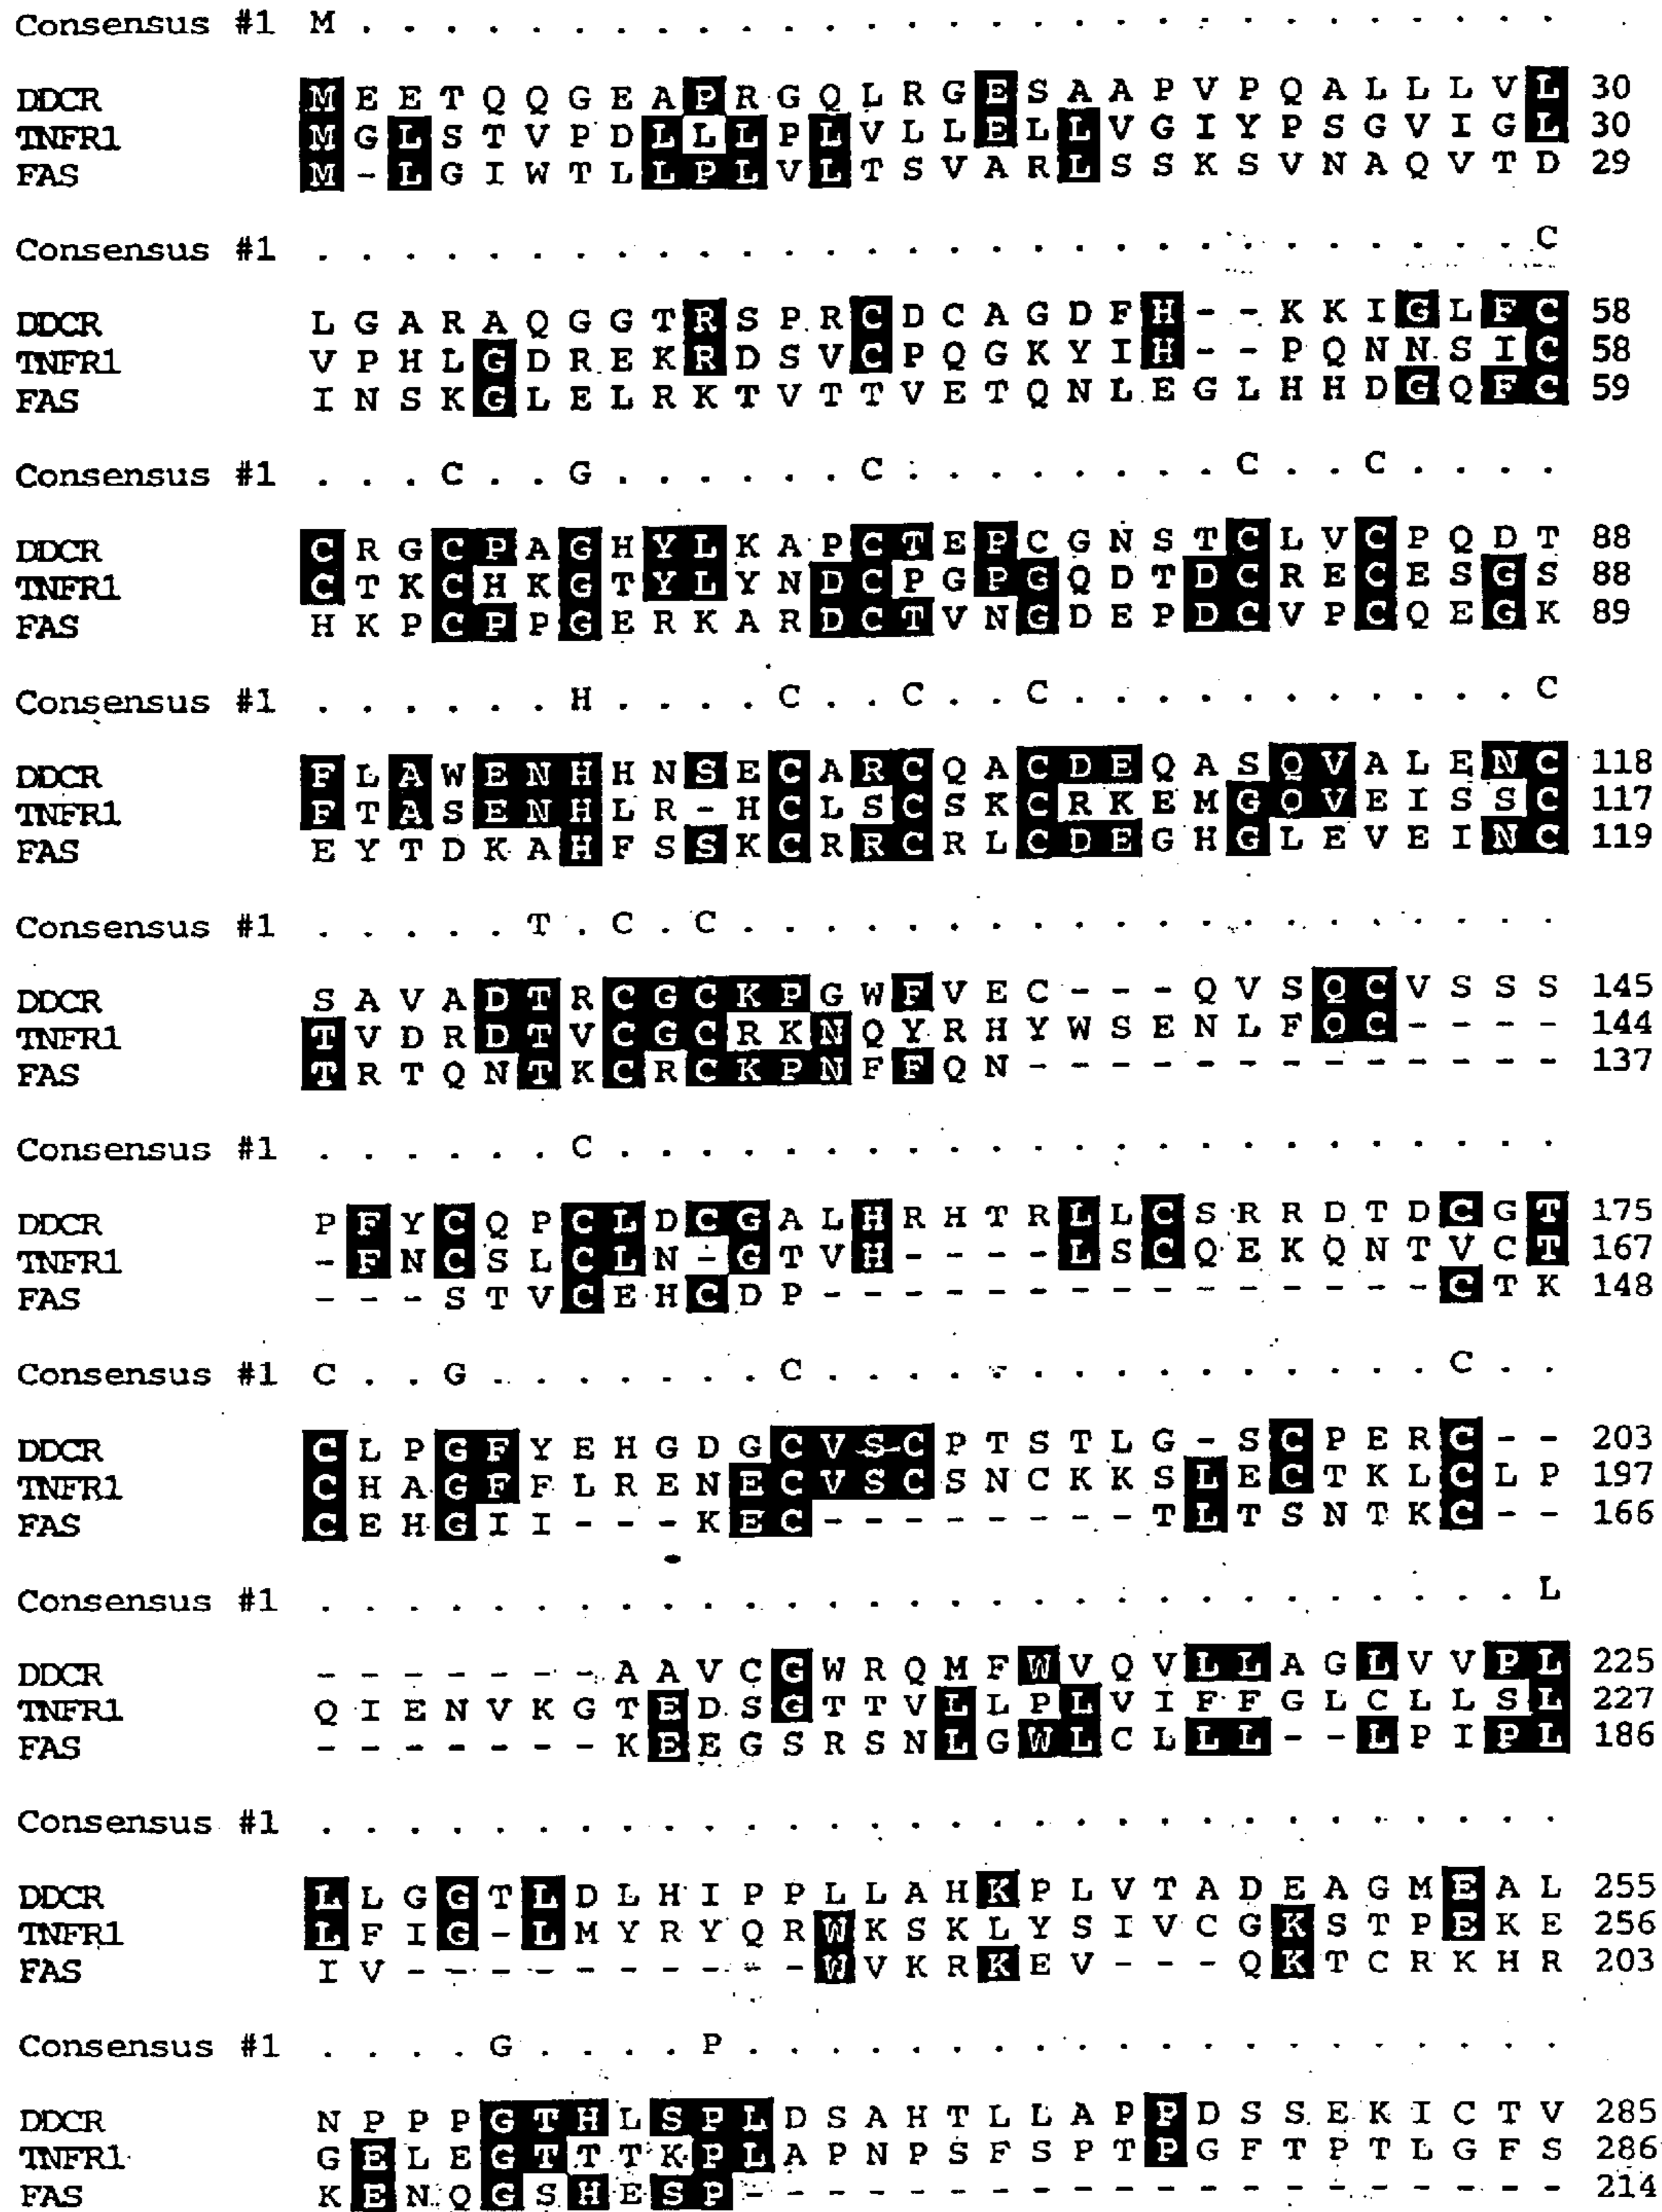 Consensus #1 M . . . . . . . . . . . . . . . . . . . . . . . . . . . . .
DDCR M E E T Q Q G E A P R G Q L R G E S A A P V P Q A L L L V L 30
TNFR1 M G L S T V P D L L L P L V L L E L L V G I Y P S G V I G L 30
FAS M - L G I W T L L P L V L T S V A R L S S K S V N A Q V T D 29
Consensus #1 . . . . . . . . . . . . . . . . . . . . . . . . . . . . . C
DDCR L G A R A Q G G T R S P R C D C A G D F H - - K K I G L F C 58
TNFR1 V P H L G D R E K R D S V C P Q G K Y I H - - P Q N N S I C 58
FAS I N S K G L E L R K T V T T V E T Q N L E G L H H D G Q F C 59
Consensus #1 . . . C . . G . . . . . . C . . . . . . . . C . . C . . . .
DDCR C R G C P A G H Y L K A P C T E P C G N S T C L V C P Q D T 88
TNFR1 C T K C H K G T Y L Y N D C P G P G Q D T D C R E C E S G S 88
FAS H K P C P P G E R K A R D C T V N G D E P D C V P C Q E G K 89
Consensus #1 . . . . . . H . . . . C . . C . . C . . . . . . . . . . . C
DDCR F L A W E N H H N S E C A R C Q A C D E Q A S Q V A L E N C 118
TNFR1 F T A S E N H L R - H C L S C S K C R K E M G Q V E I S S C 117
FAS E Y T D K A H F S S K C R R C R L C D E G H G L E V E I N C 119
Consensus #1 . . . . . T . C . C . . . . . . . . . . . . . . . . . . . .
DDCR S A V A D T R C G C K P G W F V E C - - - Q V S Q C V S S S 145
TNFR1 T V D R D T V C G C R K N Q Y R H Y W S E N L F Q C - - - - 144
FAS T R T Q N T K C R C K P N F F Q N - - - - - - - - - - - - - 137
Consensus #1 . . . . . . C . . . . . . . . . . . . . . . . . . . . . . .
DDCR P F Y C Q P C L D C G A L H R H T R L L C S R R D T D C G T 175
TNFR1 - F N C S L C L N - G T V H - - - - L S C Q E K Q N T V C T 167
FAS - - - S T V C E H C D P - - - - - - - - - - - - - - - C T K 148
Consensus #1 C . . G . . . . . . . C . . . . . . . . . . . . . . . C . .
DDCR C L P G F Y E H G D G C V S C P T S T L G - S C P E R C - - 203
TNFR1 C H A G F F L R E N E C V S C S N C K K S L E C T K L C L P 197
FAS C E H G I I - - - K E C - - - - - - - - T L T S N T K C - - 166
Consensus #1 . . . . . . . . . . . . . . . . . . . . . . . . . . . . . L
DDCR - - - - - - - A A V C G W R Q M F W V Q V L L A G L V V P L 225
TNFR1 Q I E N V K G T E D S G T T V L L P L V I F F G L C L L S L 227
FAS - - - - - - - K E E G S R S N L G W L C L L L - - L P I P L 186
Consensus #1 . . . . . . . . . . . . . . . . . . . . . . . . . . . . . .
DDCR L L G G T L D L H I P P L L A H K P L V T A D E A G M E A L 255
TNFR1 L F I G - L M Y R Y Q R W K S K L Y S I V C G K S T P E K E 256
FAS I V - - - - - - - - - - W V K R K E V - - - Q K T C R K H R 203
Consensus #1 . . . . G . . . . P . . . . . . . . . . . . . . . . . . . .
DDCR N P P P G T H L S P L D S A H T L L A P P D S S E K I C T V 285
TNFR1 G E L E G T T T K P L A P N P S F S P T P G F T P T L G F S 286
FAS K E N Q G S H E S P - - - - - - - - - - - - - - - - - - - - 214